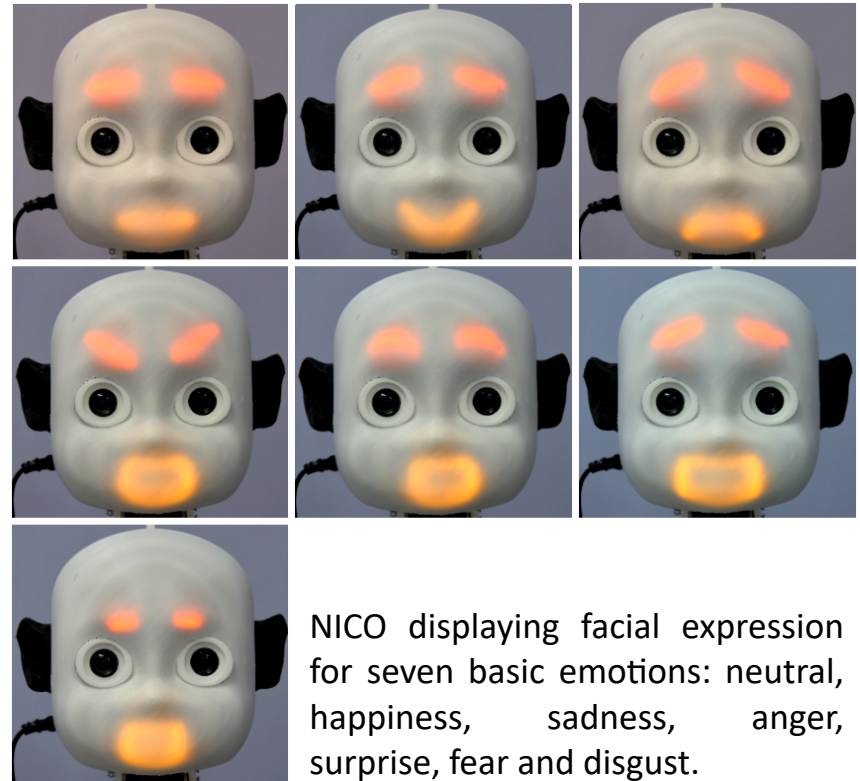 NICO displaying facial expression
for seven basic emotions: neutral,
happiness, sadness, anger,
surprise, fear and disgust.